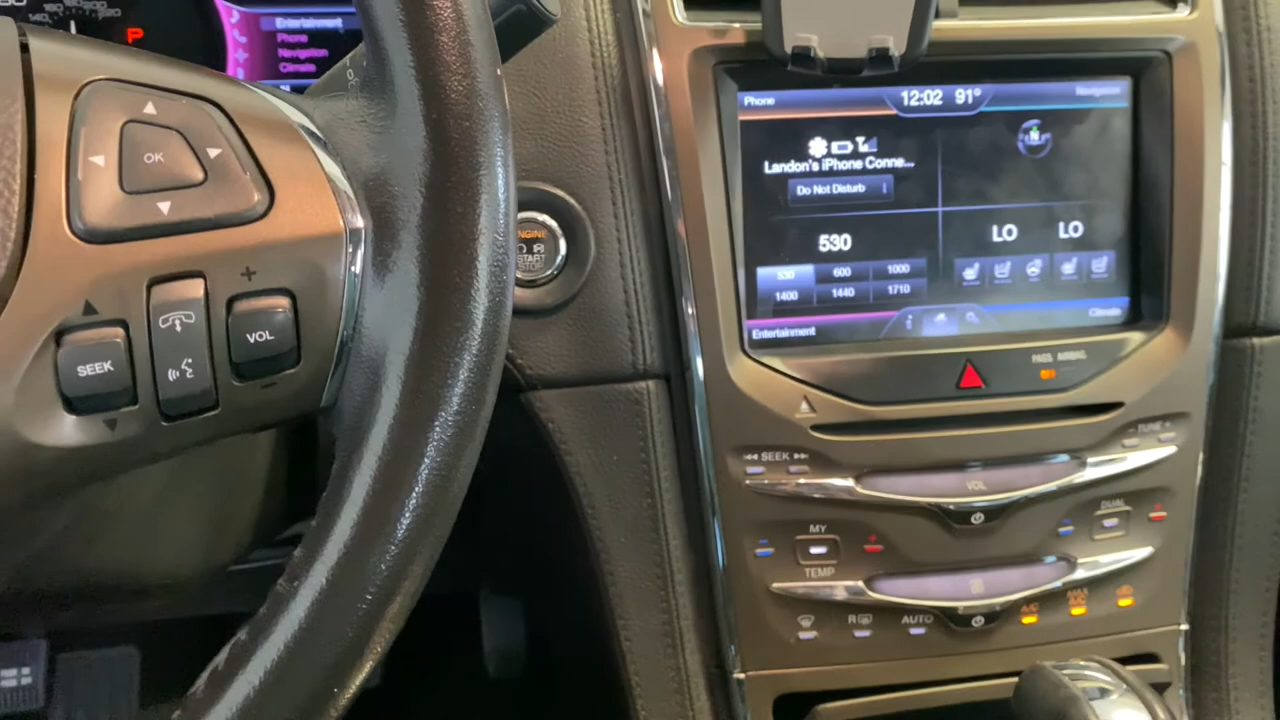 P
Entertainment
Phone
Navigation
Climate
OK
SEEK
+
VOL
-
ENGINE
START
STOP
Phone
12:02 91°
Navigation
N
Landon's iPhone Conne...
Do Not Disturb
530
LO LO
530 600 1000
1400 1440 1710
Entertainment
Climate
PASS AIRBAG
SEEK
- TUNE +
VOL
MY
TEMP
DUAL
R
AUTO
A/C
MAX
A/C